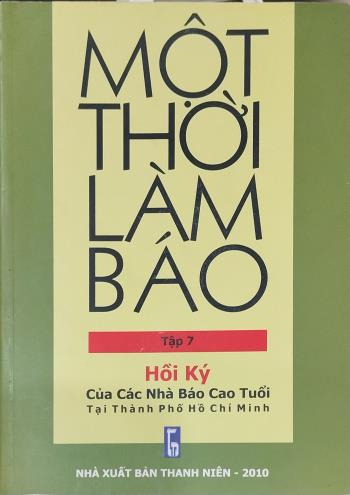 MỘT
THỜI
LÀM
BÁO
Tập 7
Hồi Ký
Của Các Nhà Báo Cao Tuổi
Tại Thành Phố Hồ Chí Minh
NHÀ XUẤT BẢN THANH NIÊN - 2010